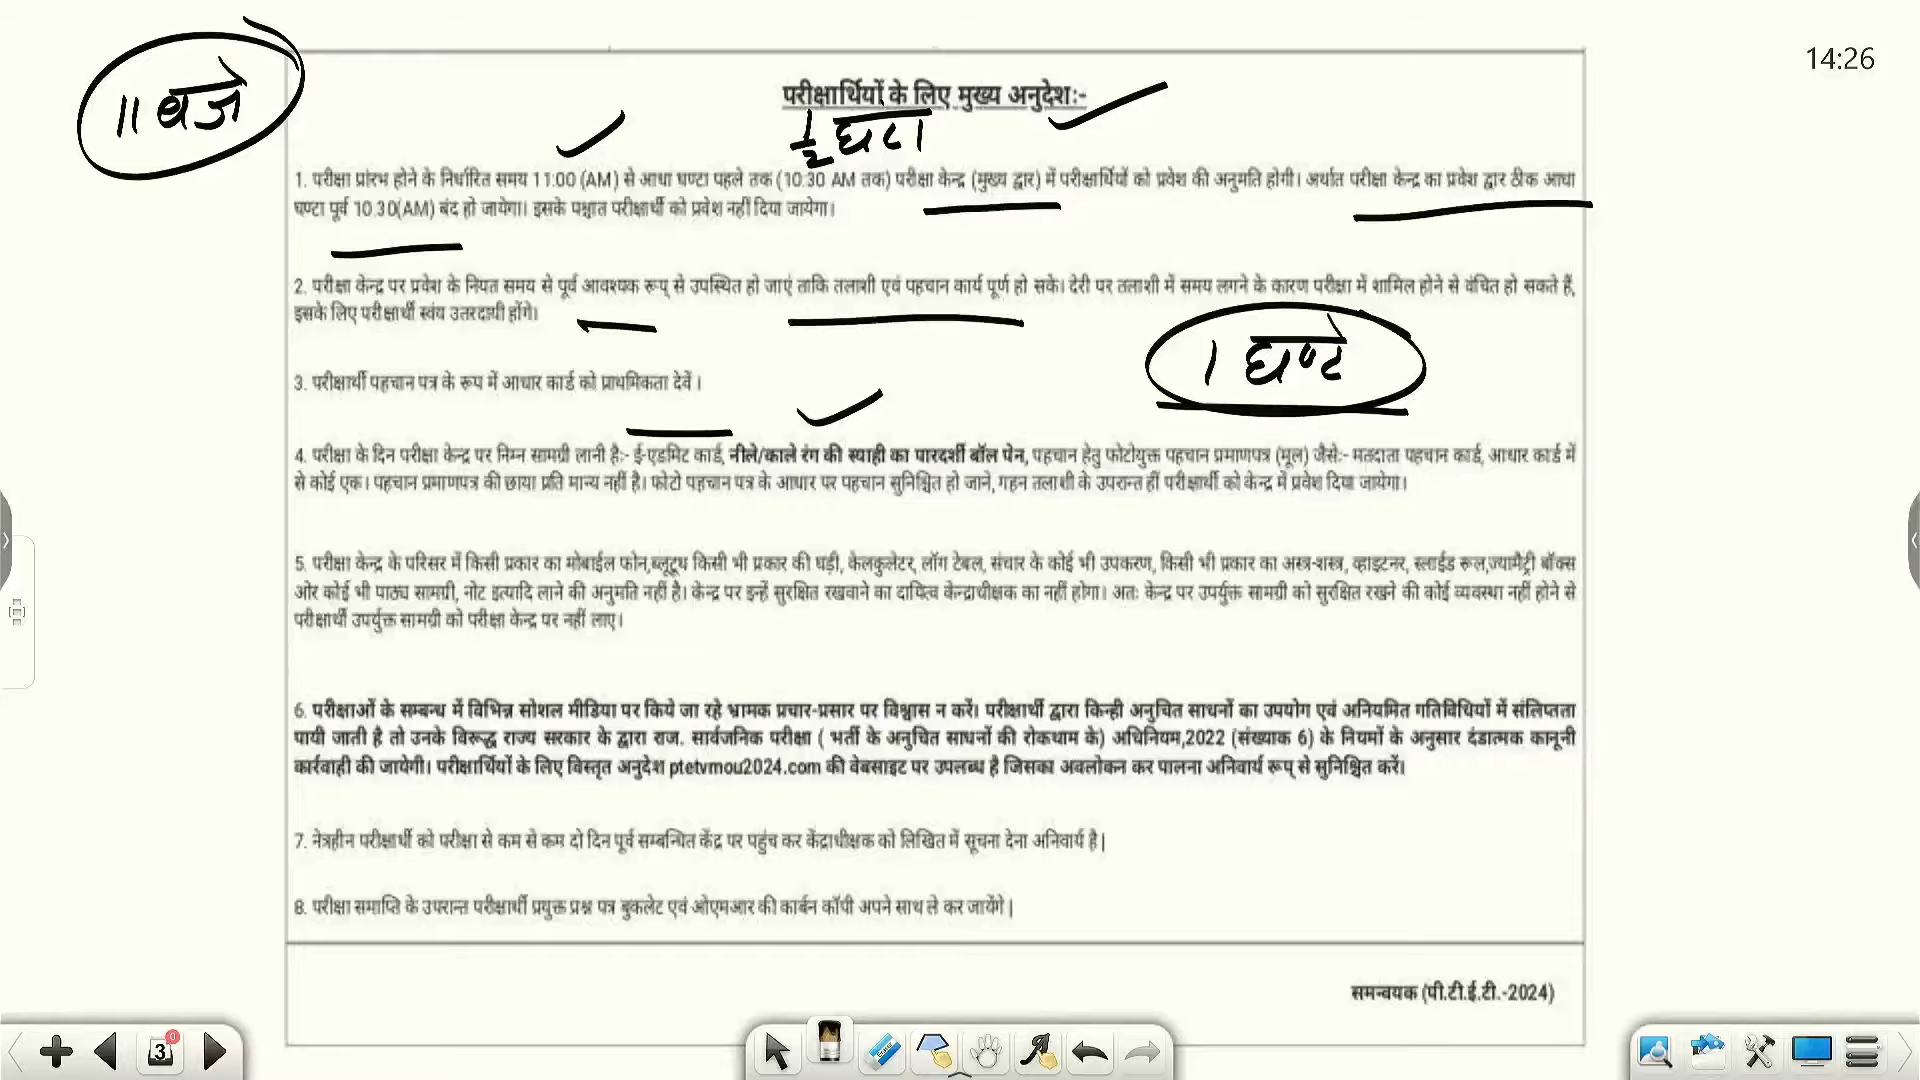 14:26
11 बजे
परीक्षार्थियों के लिए मुख्य अनुदेशः-
½ घंटा
1. परीक्षा प्रांरभ होने के निर्धारित समय 11:00 (AM) से आधा घण्टा पहले तक (10:30 AM तक) परीक्षा केन्द्र (मुख्य द्वार) में परीक्षार्थियों को प्रवेश की अनुमति होगी। अर्थात परीक्षा केन्द्र का प्रवेश द्वार ठीक आधा
घण्टा पूर्व 10.30(AM) बंद हो जायेगा। इसके पश्चात परीक्षार्थी को प्रवेश नहीं दिया जायेगा।
2. परीक्षा केन्द्र पर प्रवेश के नियत समय से पूर्व आवश्यक रूप् से उपस्थित हो जाएं ताकि तलाशी एवं पहचान कार्य पूर्ण हो सके। देरी पर तलाशी में समय लगने के कारण परीक्षा में शामिल होने से वंचित हो सकते हैं,
इसके लिए परीक्षार्थी स्वंय उतरदायी होंगे।
1 घण्टे
3. परीक्षार्थी पहचान पत्र के रूप में आधार कार्ड को प्राथमिकता देवें ।
4. परीक्षा के दिन परीक्षा केन्द्र पर निम्न सामग्री लानी है:- ई-एडमिट कार्ड, नीले/काले रंग की स्याही का पारदर्शी बॉल पेन, पहचान हेतु फोटोयुक्त पहचान प्रमाणपत्र (मूल) जैसे:- मतदाता पहचान कार्ड, आधार कार्ड में
से कोई एक। पहचान प्रमाणपत्र की छाया प्रति मान्य नहीं है। फोटो पहचान पत्र के आधार पर पहचान सुनिश्चित हो जाने, गहन तलाशी के उपरान्त हीं परीक्षार्थी को केन्द्र में प्रवेश दिया जायेगा।
5. परीक्षा केन्द्र के परिसर में किसी प्रकार का मोबाईल फोन,ब्लूटूथ किसी भी प्रकार की घड़ी, केलकुलेटर, लॉग टेबल, संचार के कोई भी उपकरण, किसी भी प्रकार का अस्त्र-शस्त्र, व्हाइटनर, स्लाईड रूल,ज्यामैट्री बॉक्स
ओर कोई भी पाठ्य सामग्री, नोट इत्यादि लाने की अनुमति नहीं है। केन्द्र पर इन्हें सुरक्षित रखवाने का दायित्व केन्द्राधीक्षक का नहीं होगा। अतः केन्द्र पर उपर्युक्त सामग्री को सुरक्षित रखने की कोई व्यवस्था नहीं होने से
परीक्षार्थी उपर्युक्त सामग्री को परीक्षा केन्द्र पर नहीं लाए।
6. परीक्षाओं के सम्बन्ध में विभिन्न सोशल मीडिया पर किये जा रहे भ्रामक प्रचार-प्रसार पर विश्वास न करें। परीक्षार्थी द्वारा किन्ही अनुचित साधनों का उपयोग एवं अनियमित गतिविधियों में संलिप्तता
पायी जाती है तो उनके विरूद्ध राज्य सरकार के द्वारा राज. सार्वजनिक परीक्षा ( भर्ती के अनुचित साधनों की रोकथाम के) अधिनियम,2022 (संख्याक 6) के नियमों के अनुसार दंडात्मक कानूनी
कार्रवाही की जायेगी। परीक्षार्थियों के लिए विस्तृत अनुदेश ptetvmou2024.com की वेबसाइट पर उपलब्ध है जिसका अवलोकन कर पालना अनिवार्य रूप् से सुनिश्चित करें।
7. नेत्रहीन परीक्षार्थी को परीक्षा से कम से कम दो दिन पूर्व सम्बन्धित केंद्र पर पहुंच कर केंद्राधीक्षक को लिखित में सूचना देना अनिवार्य है|
8. परीक्षा समाप्ति के उपरान्त परीक्षार्थी प्रयुक्त प्रश्न पत्र बुकलेट एवं ओएमआर की कार्बन कॉपी अपने साथ ले कर जायेंगे |
समन्वयक (पी.टी.ई.टी.-2024)
3
0